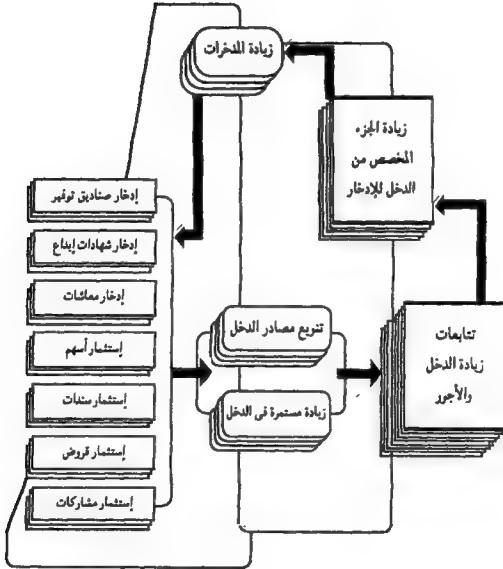 زيادة المدخرات
زيادة الجزء
المخصص من
الدخل للإدخار
إدخار صناديق توفير
إدخار شهادات إيداع
إدخار معاشات
إستثمار أسهم
إستثمار سندات
إستثمار قروض
إستثمار مشاركات
تنويع مصادر الدخل
زيادة مستمرة فى الدخل
تتابعات
زيادة الدخل
والأجور